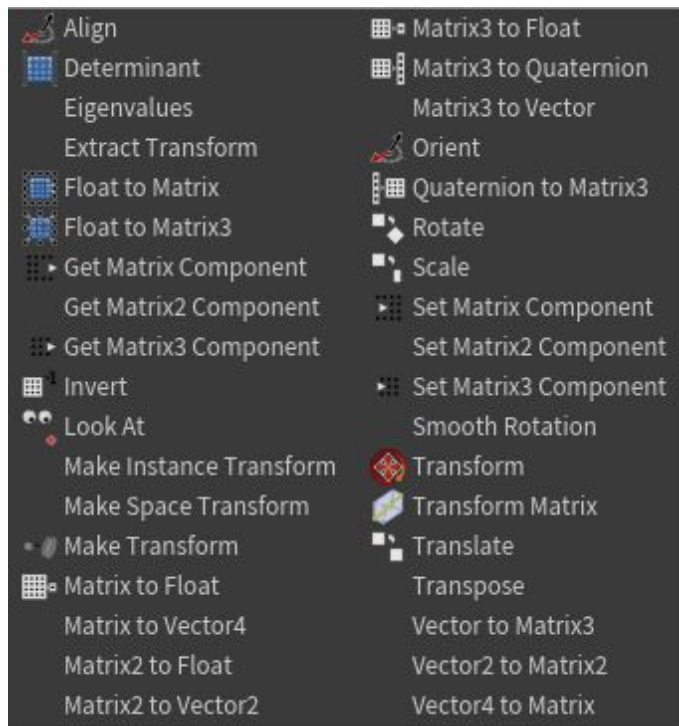 Align
Determinant
Eigenvalues
Extract Transform
Float to Matrix
Float to Matrix3
Get Matrix Component
Get Matrix2 Component
Get Matrix3 Component
Invert
Look At
Make Instance Transform
Make Space Transform
Make Transform
Matrix to Float
Matrix to Vector4
Matrix2 to Float
Matrix2 to Vector2
Matrix3 to Float
Matrix3 to Quaternion
Matrix3 to Vector
Orient
Quaternion to Matrix3
Rotate
Scale
Set Matrix Component
Set Matrix2 Component
Set Matrix3 Component
Smooth Rotation
Transform
Transform Matrix
Translate
Transpose
Vector to Matrix3
Vector2 to Matrix2
Vector4 to Matrix